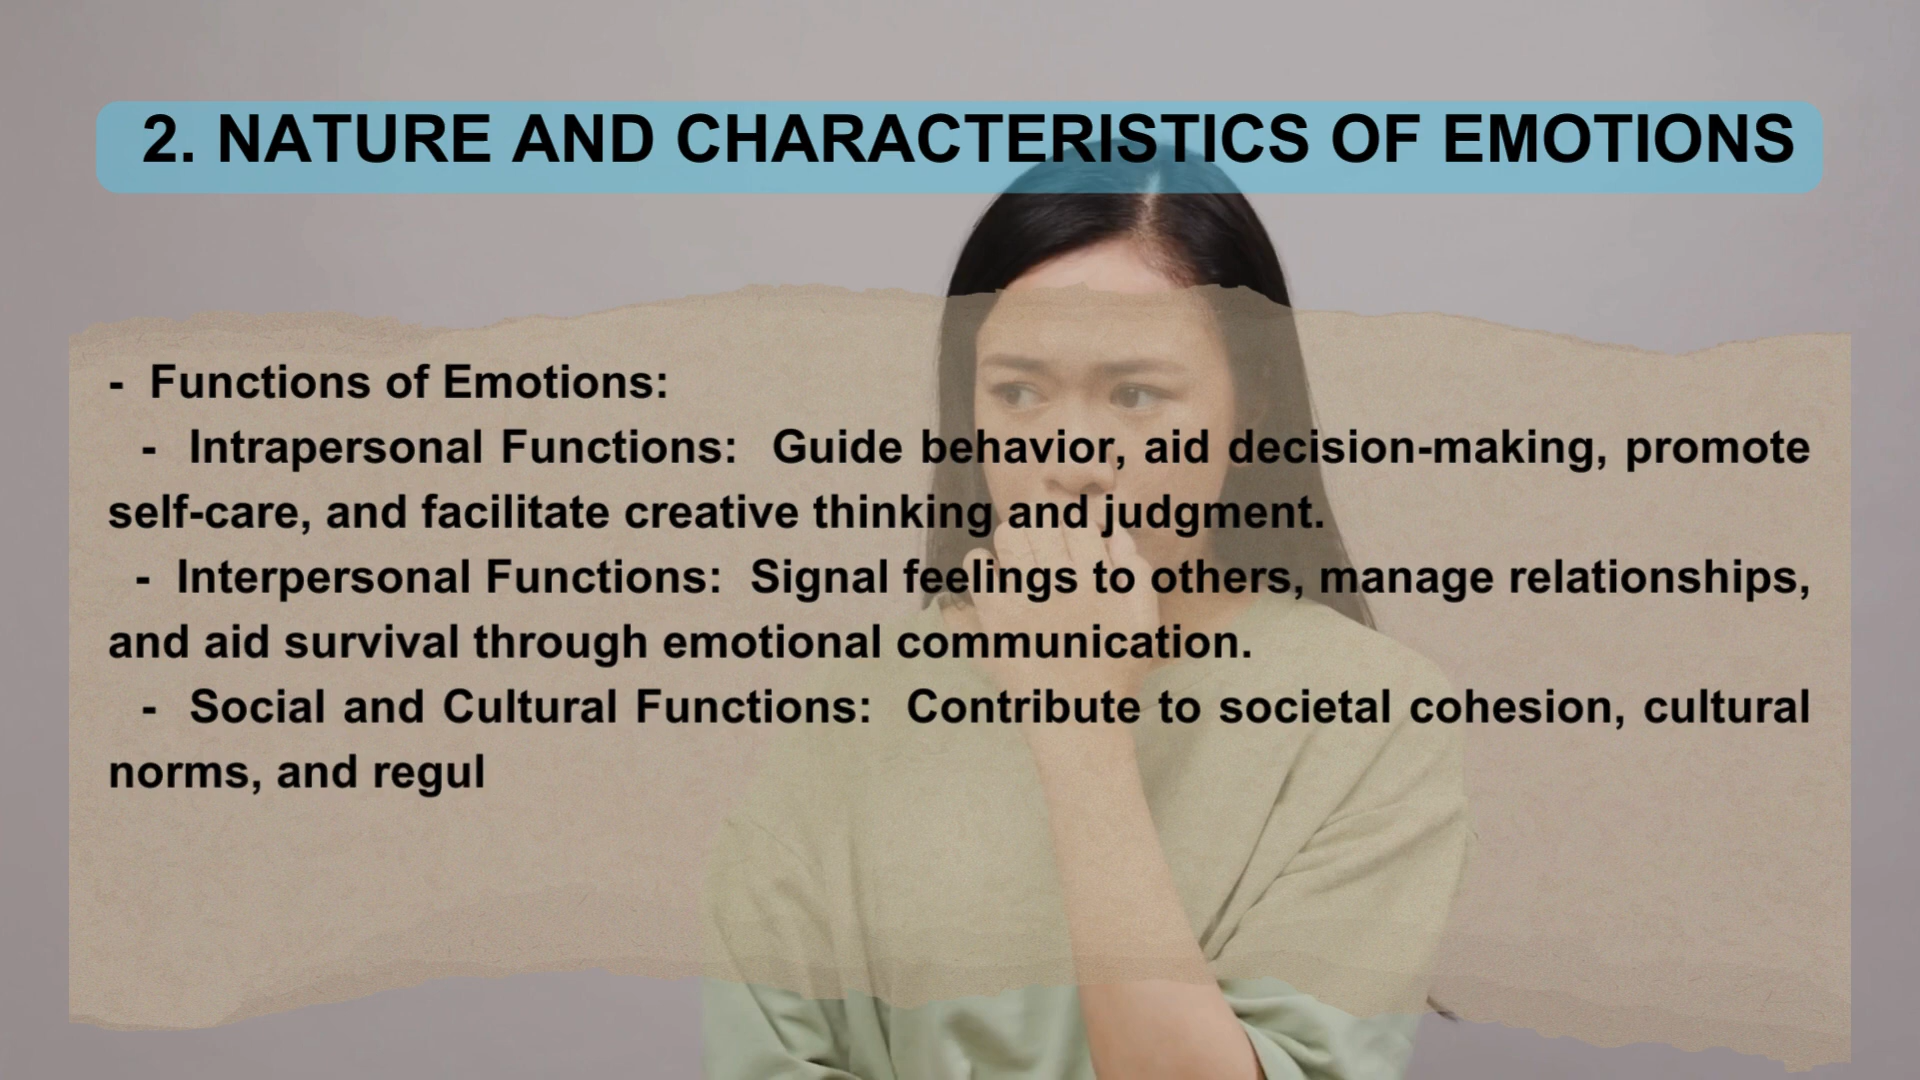 2. NATURE AND CHARACTERISTICS OF EMOTIONS
- Functions of Emotions:
- Intrapersonal Functions: Guide behavior, aid decision-making, promote
self-care, and facilitate creative thinking and judgment.
- Interpersonal Functions: Signal feelings to others, manage relationships,
and aid survival through emotional communication.
- Social and Cultural Functions: Contribute to societal cohesion, cultural
norms, and regul